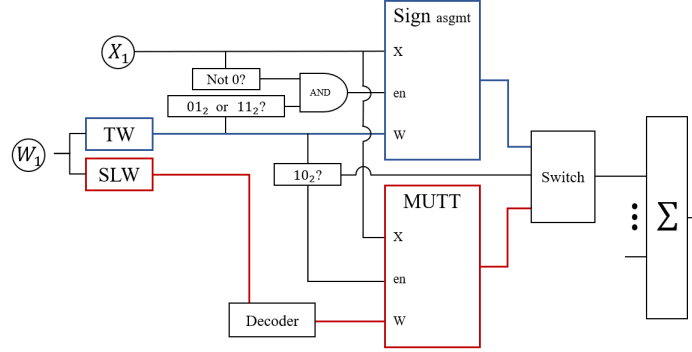 Sign asgmt
X₁
X
Not 0?
AND
en
01₂ or 11₂?
TW
W
W₁
SLW
10₂?
Switch
MUTT
Σ
X
en
Decoder
W